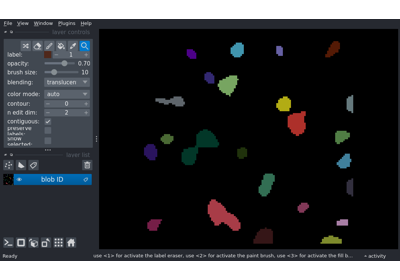 File View Window Plugins Help
layer controls
label: 1
opacity: 0.70
brush size: 10
blending: translucen
color mode: auto
contour: 0
n edit dim: 2
contiguous:
preserve labels:
show selected:
layer list
blob ID
Ready
use <1> for activate the label eraser, use <2> for activate the paint brush, use <3> for activate the fill b...
activity